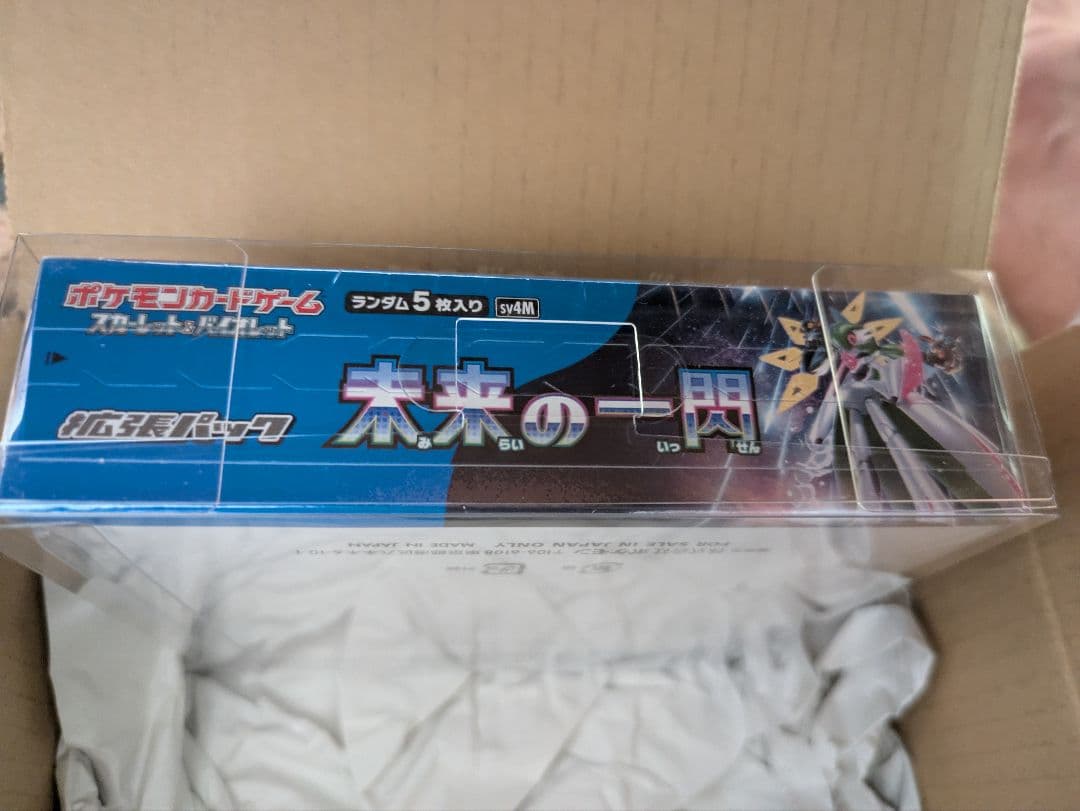 ポケモンカードゲーム
スカーレット&バイオレット
ランダム5枚入り sv4M
拡張パック
未来の一閃
みらい いっせん
FOR SALE IN JAPAN ONLY MADE IN JAPAN